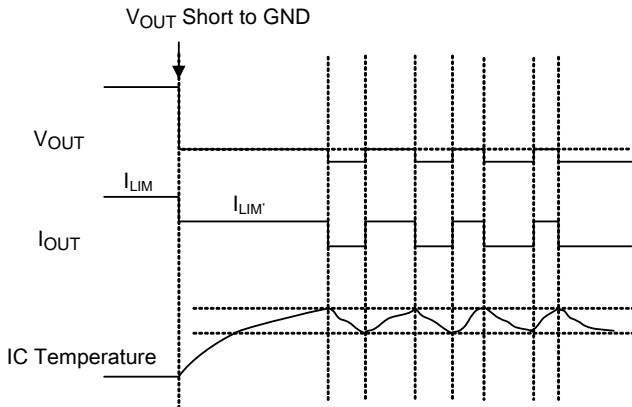 VOUT Short to GND
VOUT
ILIM
ILIM'
IOUT
IC Temperature